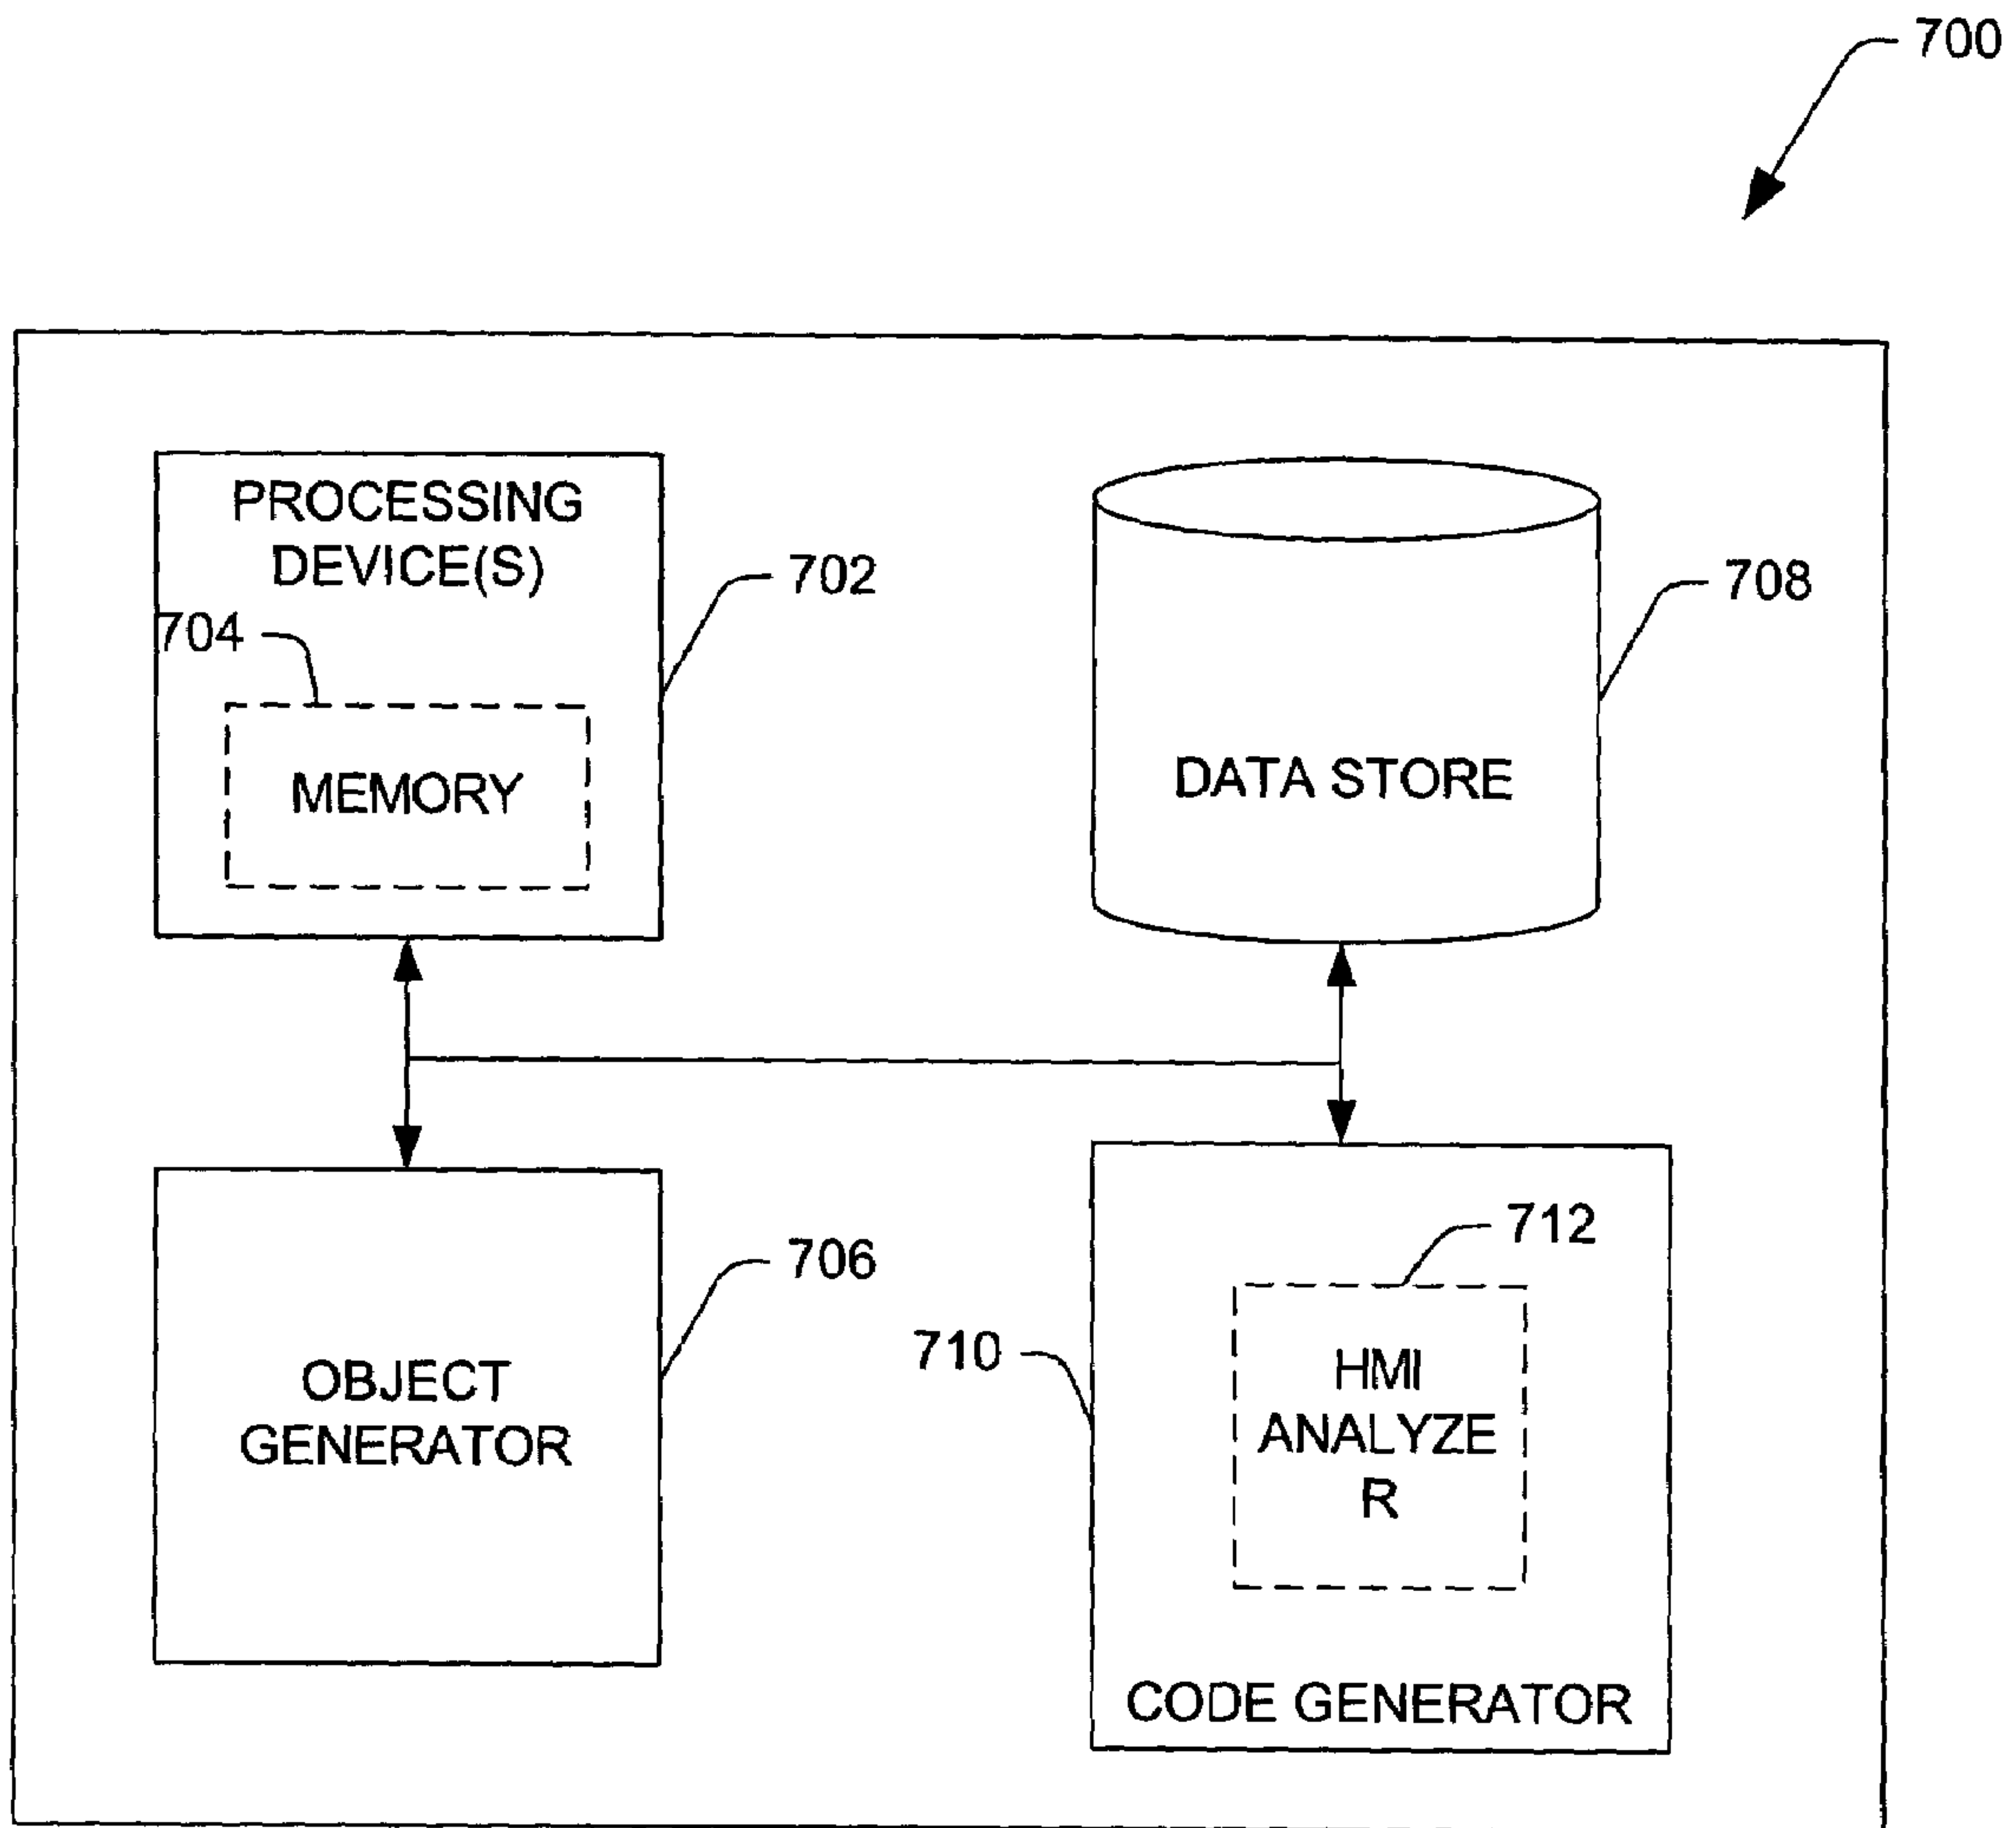 700
PROCESSING
DEVICE(S)
702
704
MEMORY
DATA STORE
708
OBJECT
GENERATOR
706
710
712
HMI
ANALYZE
R
CODE GENERATOR